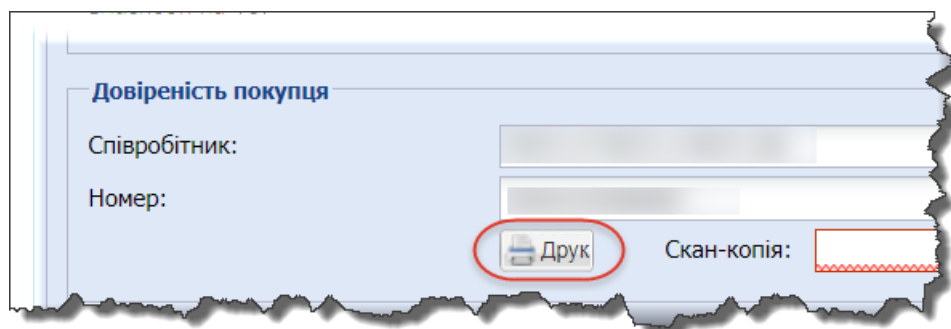 Довіреність покупця
Співробітник:
Номер:
Друк Скан-копія: